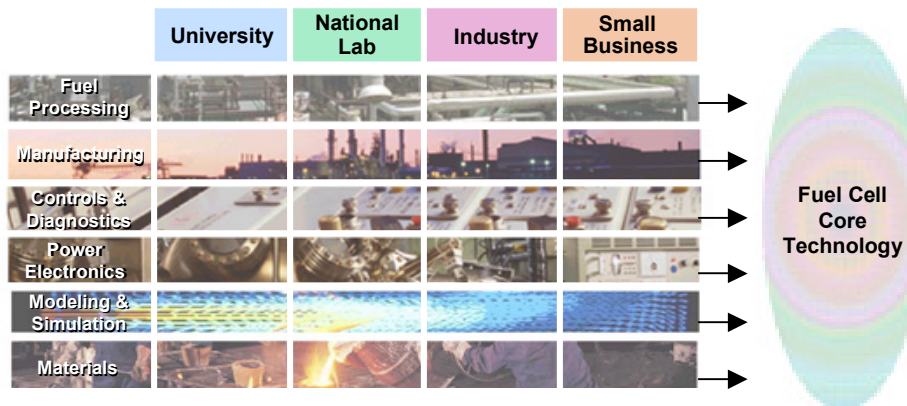 University
National
Lab
Industry
Small
Business
Fuel
Processing
Manufacturing
Controls &
Diagnostics
Power
Electronics
Modeling &
Simulation
Materials
Fuel Cell
Core
Technology